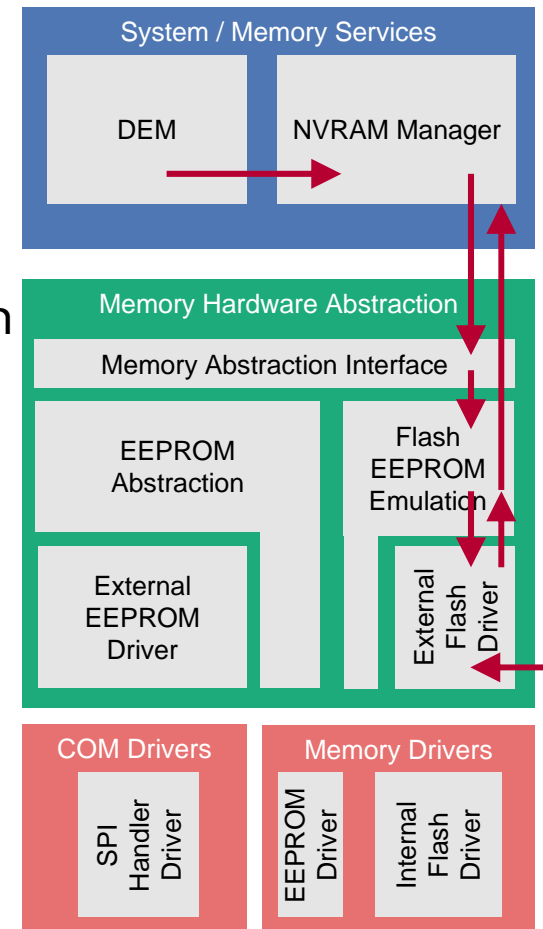 System / Memory Services
DEM
NVRAM Manager
n
Memory Hardware Abstraction
Memory Abstraction Interface
EEPROM
Abstraction
Flash
EEPROM
Emulation
External
EEPROM
Driver
External
Flash
Driver
COM Drivers
SPI
Handler
Driver
Memory Drivers
EEPROM
Driver
Internal
Flash
Driver